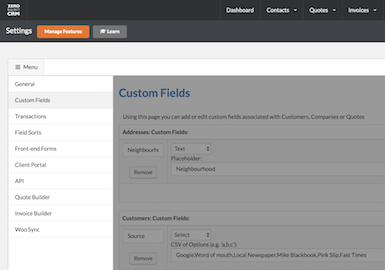 ZERO
BS
CRM
Dashboard
Contacts
Quotes
Invoices
Settings
Manage Features
Learn
Menu
General
Custom Fields
Transactions
Field Sorts
Front-end Forms
Client Portal
API
Quote Builder
Invoice Builder
Woo Sync
Custom Fields
Using this page you can add or edit custom fields associated with Customers, Companies or Quotes
Addresses: Custom Fields:
Neighbourh
Text
Placeholder:
Remove
Neighbourhood
Customers: Custom Fields:
Source
Select
CSV of Options (e.g. 'a,b,c')
Remove
Google,Word of mouth,Local Newspaper,Mike Blackbook,Pink Slip,Fast Times